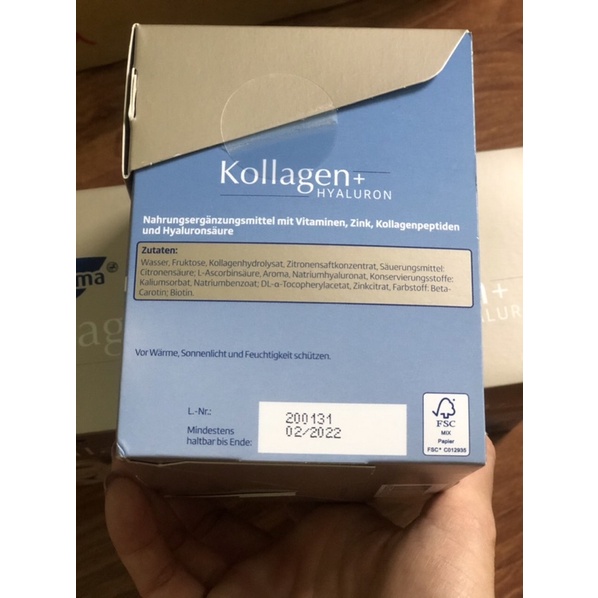 Kollagen+
HYALURON
Nahrungsergänzungsmittel mit Vitaminen, Zink, Kollagenpeptiden
und Hyaluronsäure
Zutaten:
Wasser, Fruktose, Kollagenhydrolysat, Zitronensaftkonzentrat, Säuerungsmittel:
Citronensäure; L-Ascorbinsäure, Aroma, Natriumhyaluronat, Konservierungsstoffe:
Kaliumsorbat, Natriumbenzoat; DL-α-Tocopherylacetat, Zinkcitrat, Farbstoff: Beta-
Carotin; Biotin.
Vor Wärme, Sonnenlicht und Feuchtigkeit schützen.
L.-Nr.: 200131
Mindestens 02/2022
haltbar bis Ende:
FSC
MIX
Papier
FSC® C012935